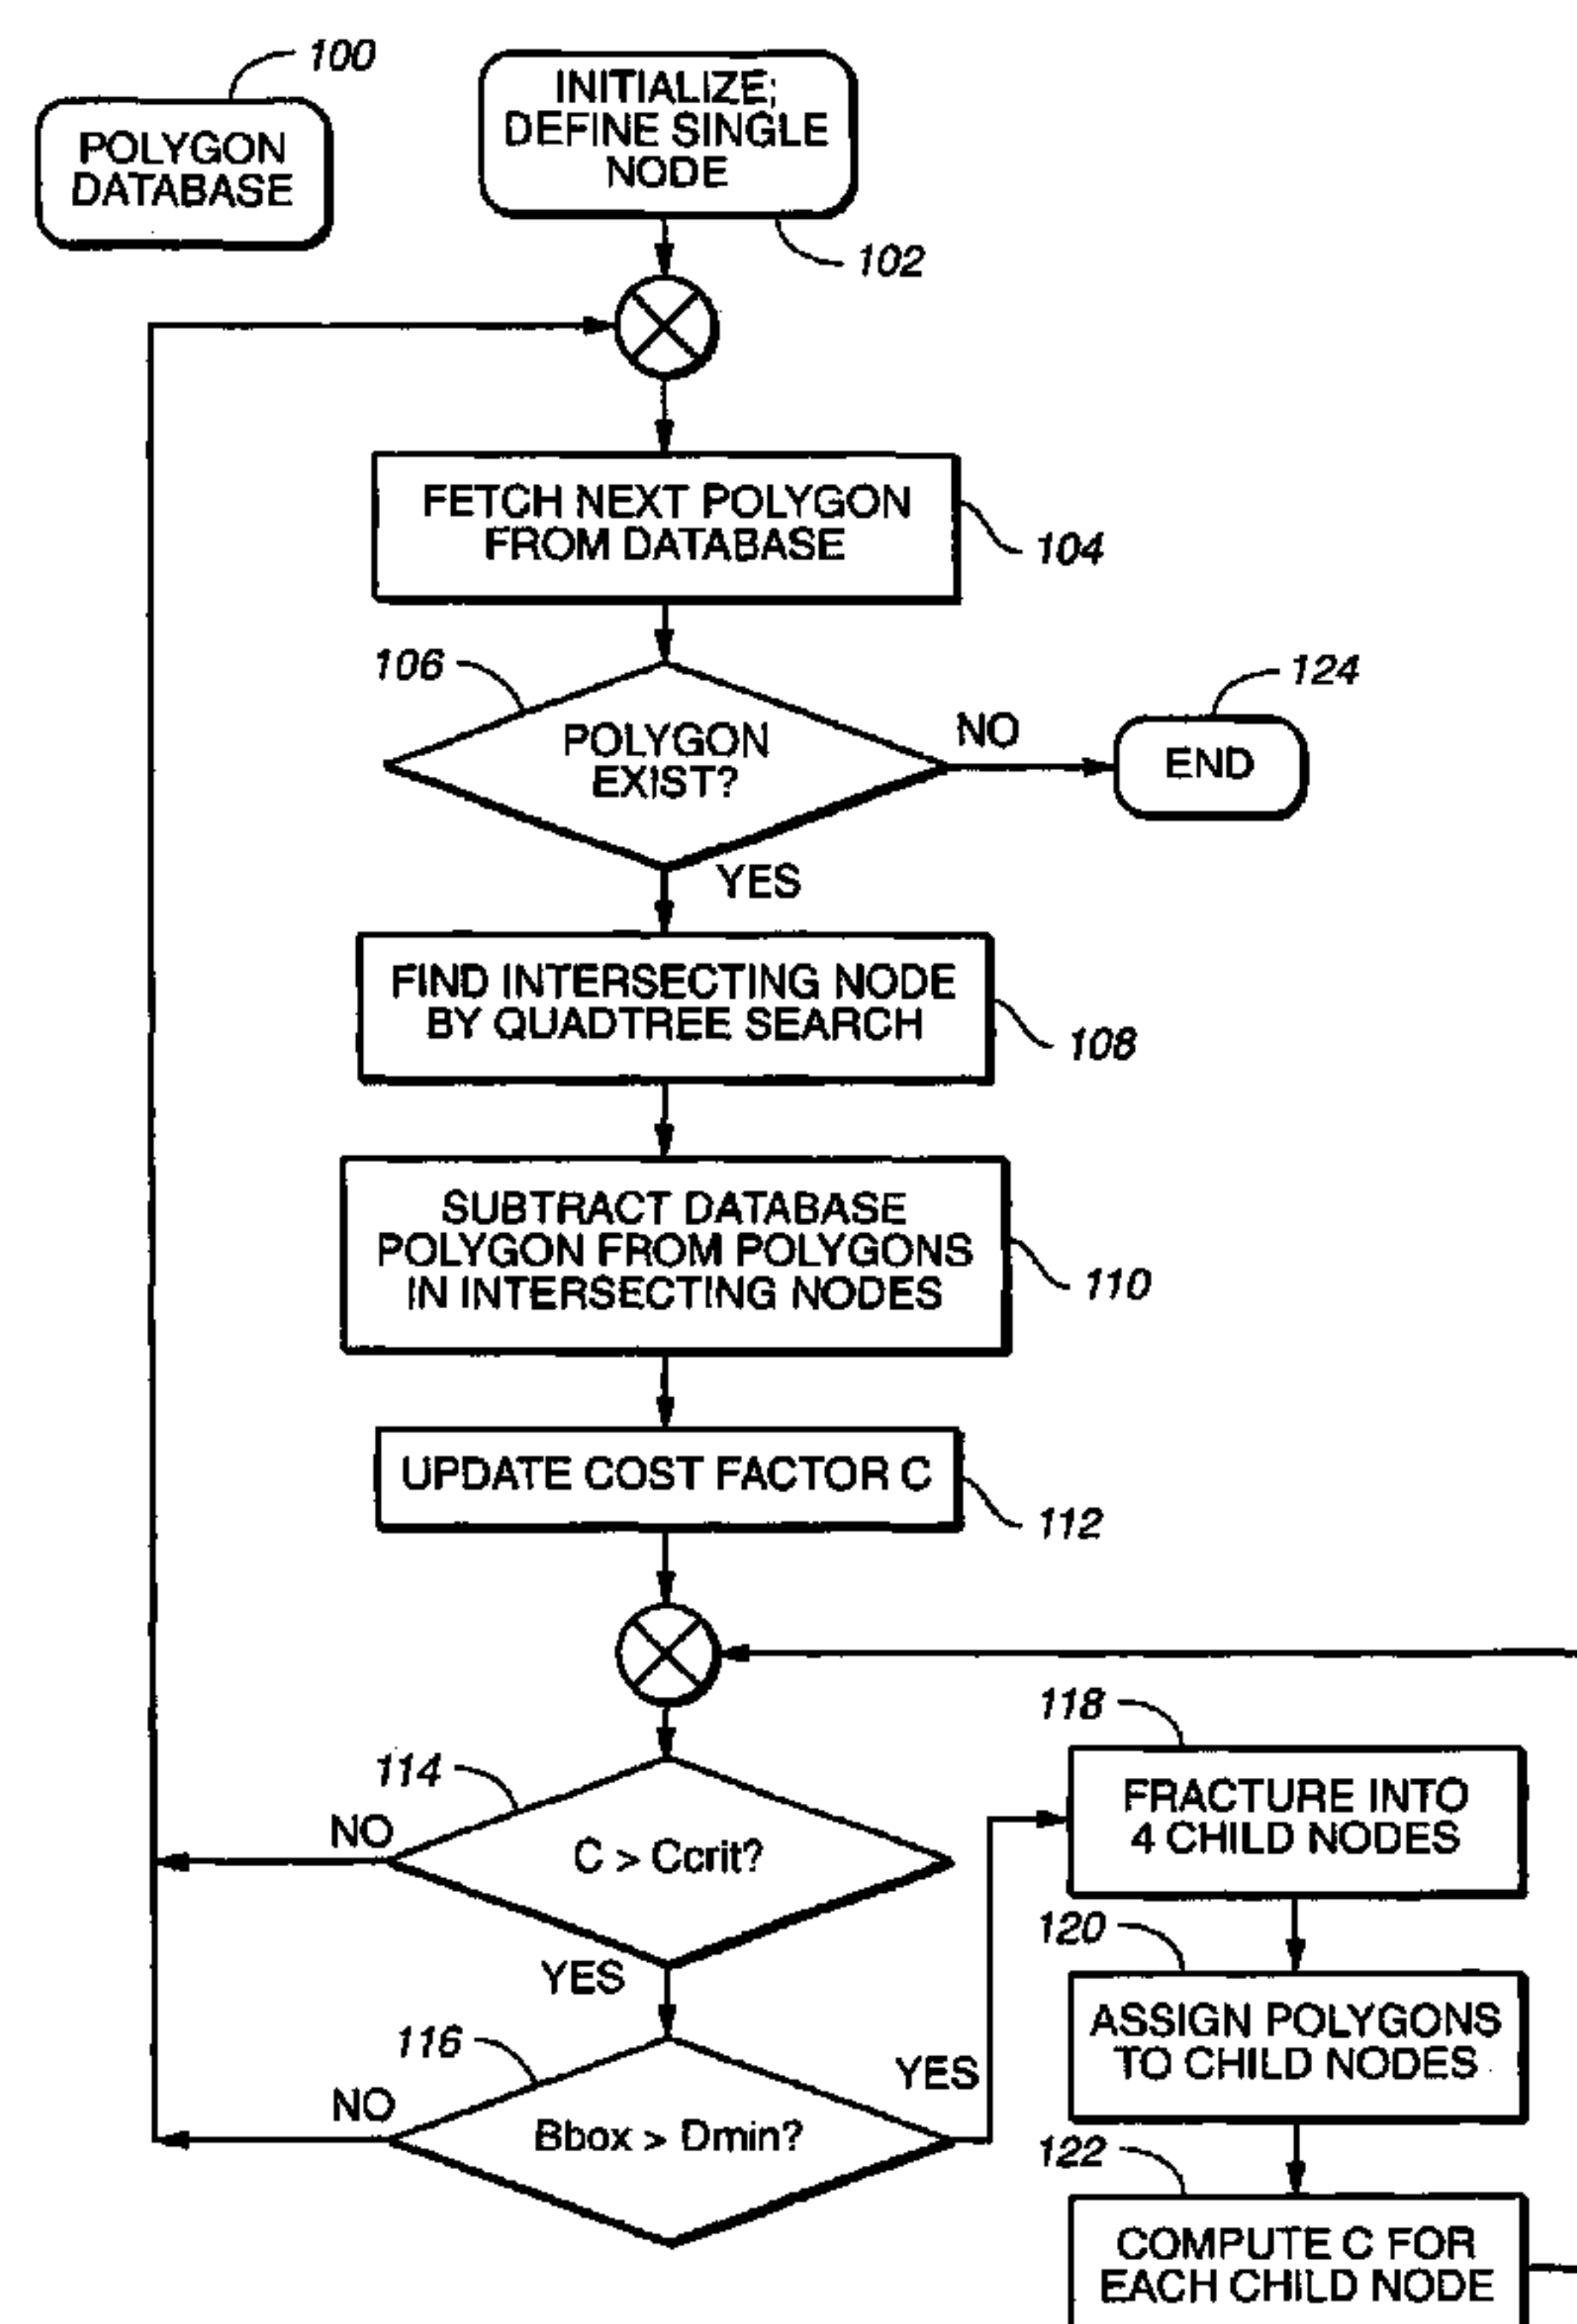 100
POLYGON
DATABASE
INITIALIZE;
DEFINE SINGLE
NODE
102
FETCH NEXT POLYGON
FROM DATABASE
104
106
POLYGON
EXIST?
NO
124
END
YES
FIND INTERSECTING NODE
BY QUADTREE SEARCH
108
SUBTRACT DATABASE
POLYGON FROM POLYGONS
IN INTERSECTING NODES
110
UPDATE COST FACTOR C
112
114
NO
C > Ccrit?
YES
116
NO
Bbox > Dmin?
YES
118
FRACTURE INTO
4 CHILD NODES
120
ASSIGN POLYGONS
TO CHILD NODES
122
COMPUTE C FOR
EACH CHILD NODE